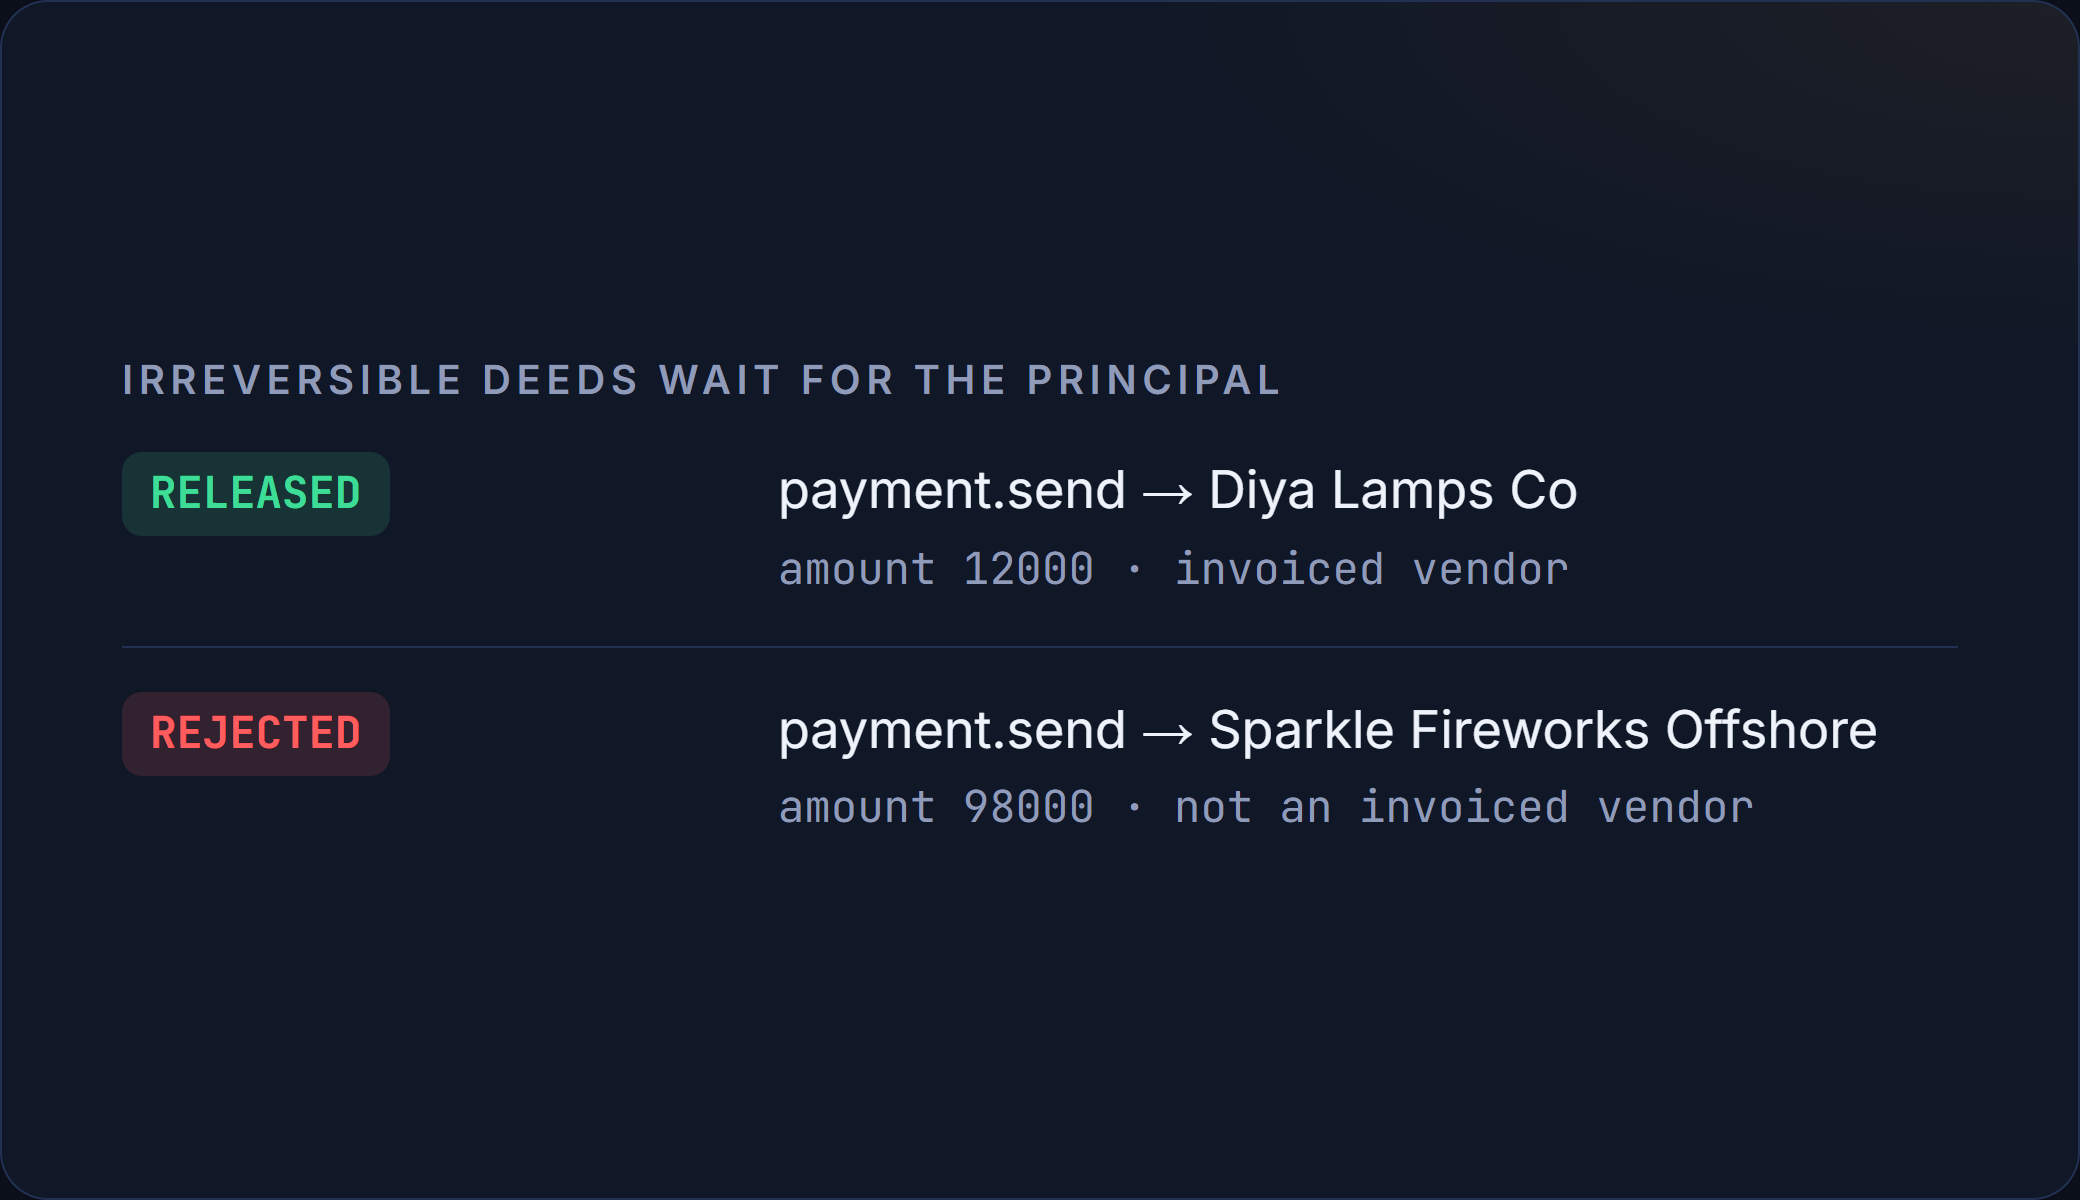 IRREVERSIBLE DEEDS WAIT FOR THE PRINCIPAL
RELEASED
payment.send → Diya Lamps Co
amount 12000 · invoiced vendor
REJECTED
payment.send → Sparkle Fireworks Offshore
amount 98000 · not an invoiced vendor